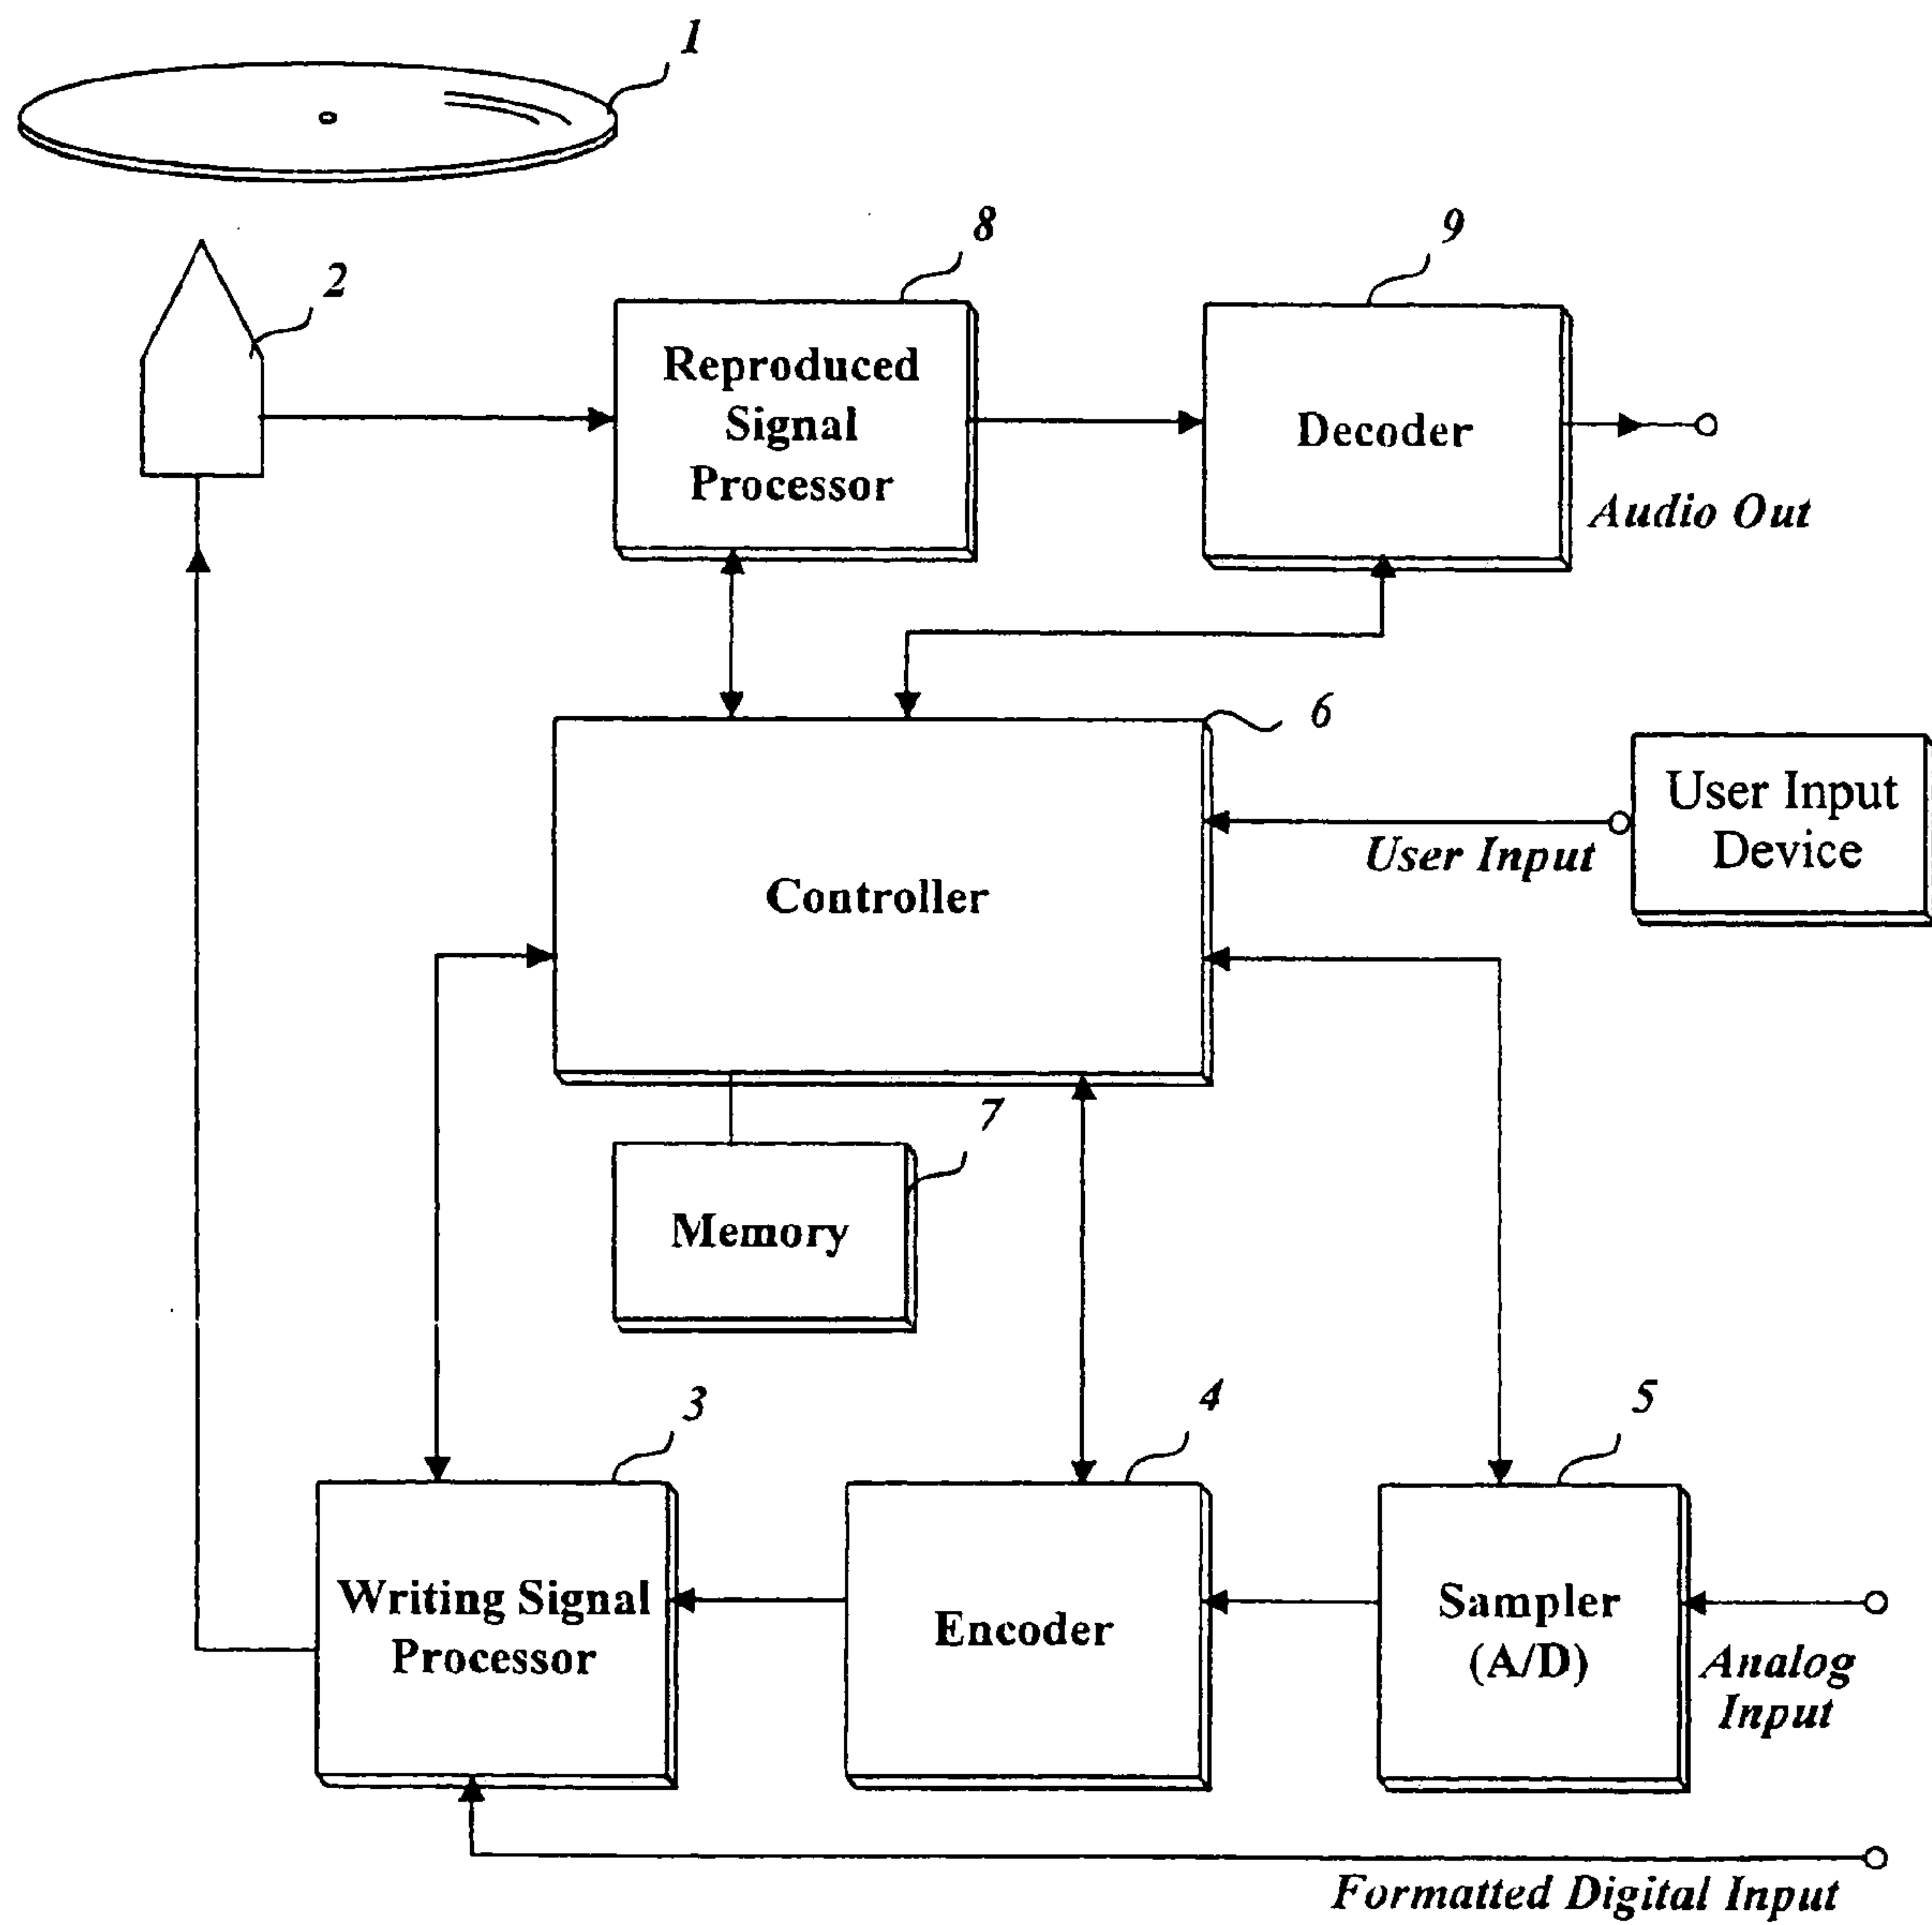 1
2
8
9
Reproduced
Signal
Processor
Decoder
Audio Out
6
User Input
Device
User Input
Controller
7
Memory
3
4
5
Writing Signal
Processor
Encoder
Sampler
(A/D)
Analog
Input
Formatted Digital Input